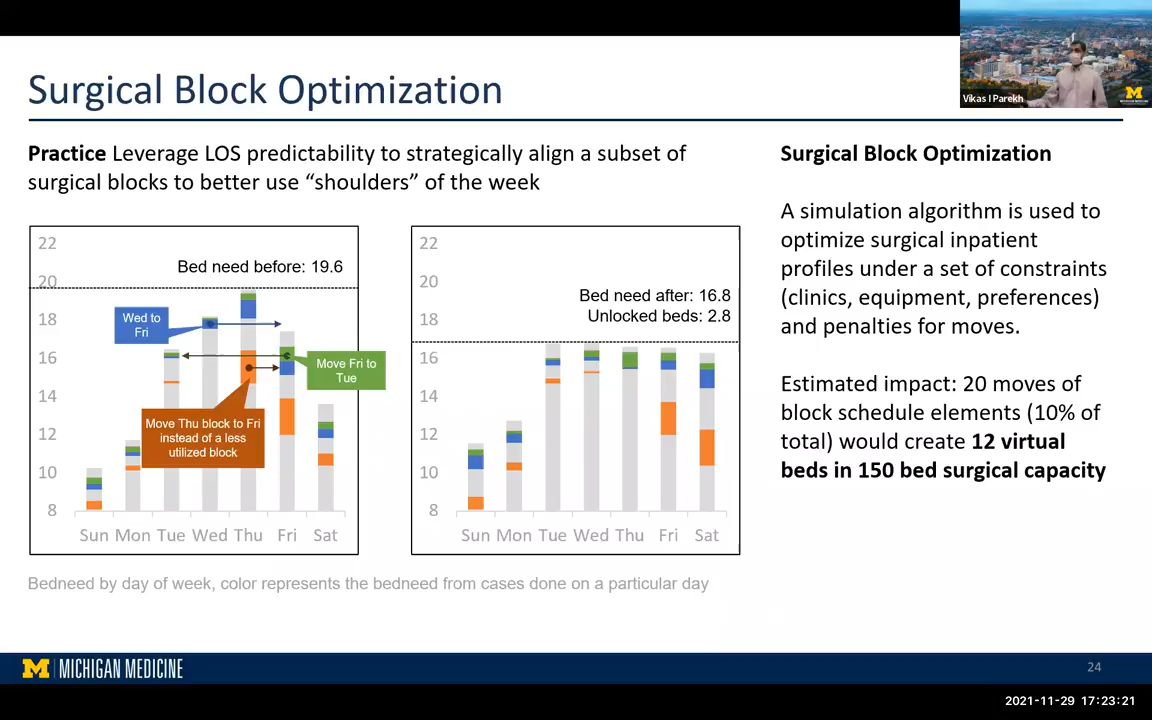 Vikas I Parekh
MICHIGAN MEDICINE
Surgical Block Optimization
Practice Leverage LOS predictability to strategically align a subset of
surgical blocks to better use “shoulders” of the week
22
20
18
16
14
12
10
8
Bed need before: 19.6
Wed to
Fri
Move Fri to
Tue
Move Thu block to Fri
instead of a less
utilized block
Sun Mon Tue Wed Thu Fri Sat
22
20
18
16
14
12
10
8
Bed need after: 16.8
Unlocked beds: 2.8
Sun Mon Tue Wed Thu Fri Sat
Bedneed by day of week, color represents the bedneed from cases done on a particular day
Surgical Block Optimization
A simulation algorithm is used to
optimize surgical inpatient
profiles under a set of constraints
(clinics, equipment, preferences)
and penalties for moves.
Estimated impact: 20 moves of
block schedule elements (10% of
total) would create 12 virtual
beds in 150 bed surgical capacity
M MICHIGAN MEDICINE
24
2021-11-29 17:23:21